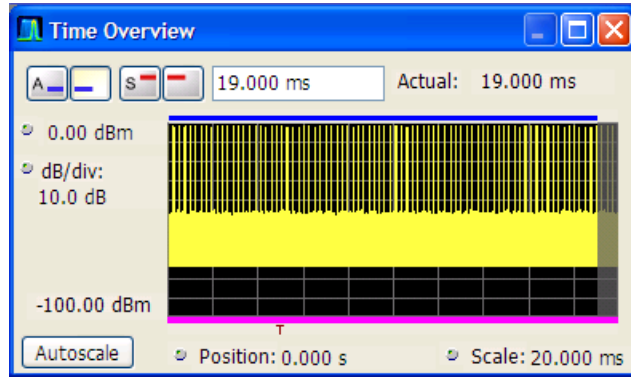 Time Overview
A S 19.000 ms Actual: 19.000 ms
0.00 dBm
dB/div:
10.0 dB
-100.00 dBm
T
Autoscale Position: 0.000 s Scale: 20.000 ms